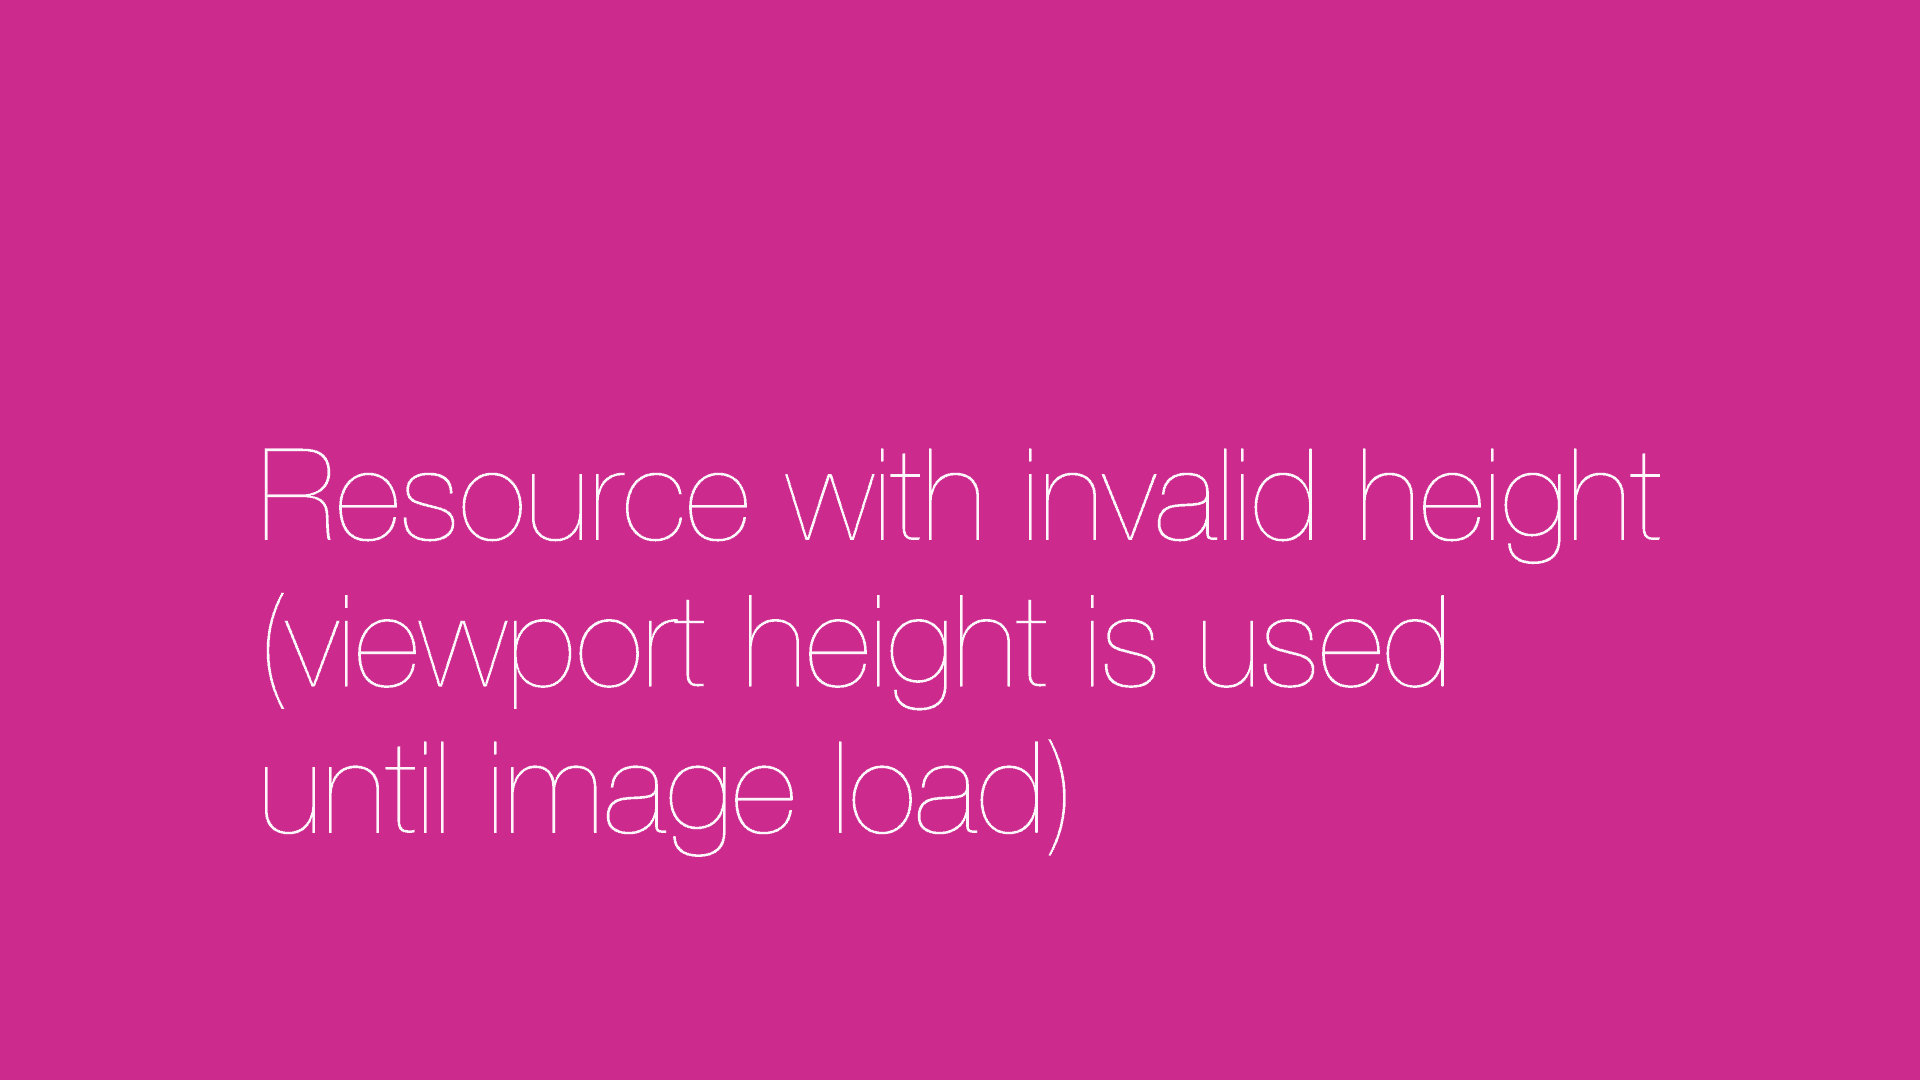 Resource with invalid height
(viewport height is used
until image load)